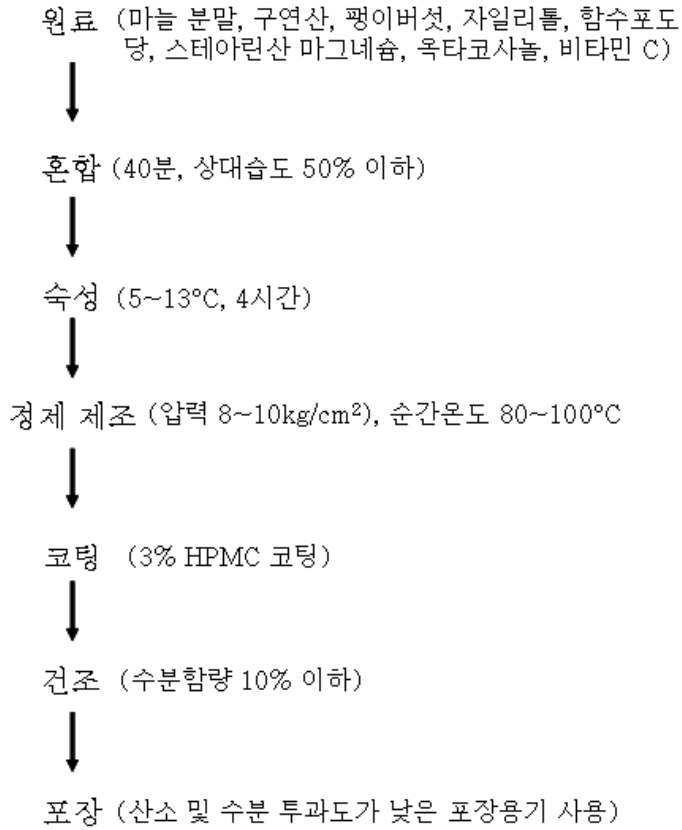 원료 (마늘 분말, 구연산, 팽이버섯, 자일리톨, 함수포도
당, 스테아린산 마그네슘, 옥타코사놀, 비타민 C)
혼합 (40분, 상대습도 50% 이하)
숙성 (5~13°C, 4시간)
정제 제조 (압력 8~10kg/cm²), 순간온도 80~100°C
코팅 (3% HPMC 코팅)
건조 (수분함량 10% 이하)
포장 (산소 및 수분 투과도가 낮은 포장용기 사용)